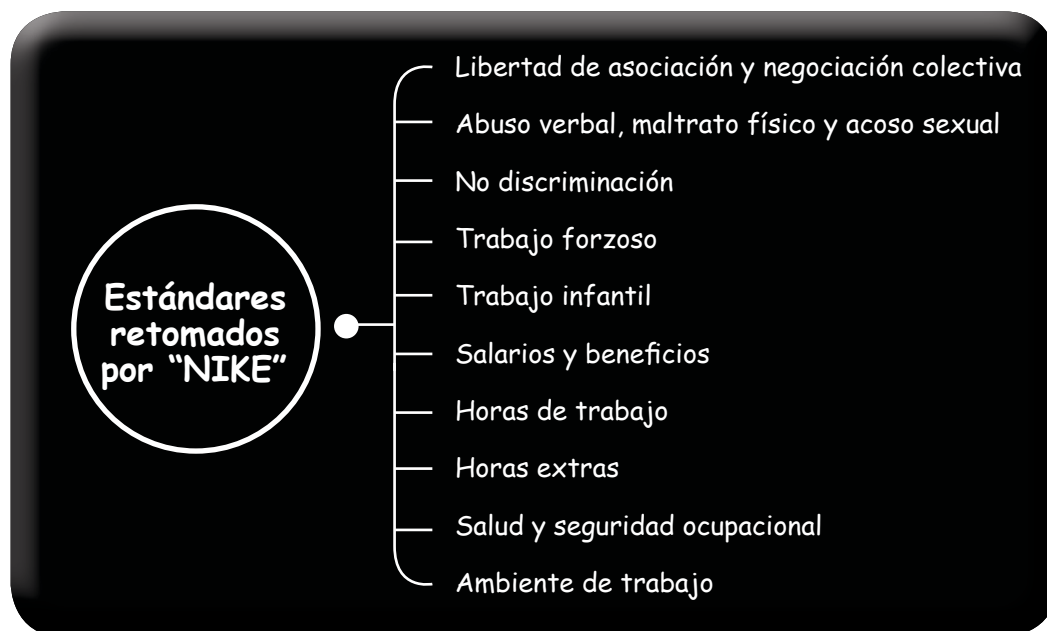 Estándares
retomados
por “NIKE”
Libertad de asociación y negociación colectiva
Abuso verbal, maltrato físico y acoso sexual
No discriminación
Trabajo forzoso
Trabajo infantil
Salarios y beneficios
Horas de trabajo
Horas extras
Salud y seguridad ocupacional
Ambiente de trabajo